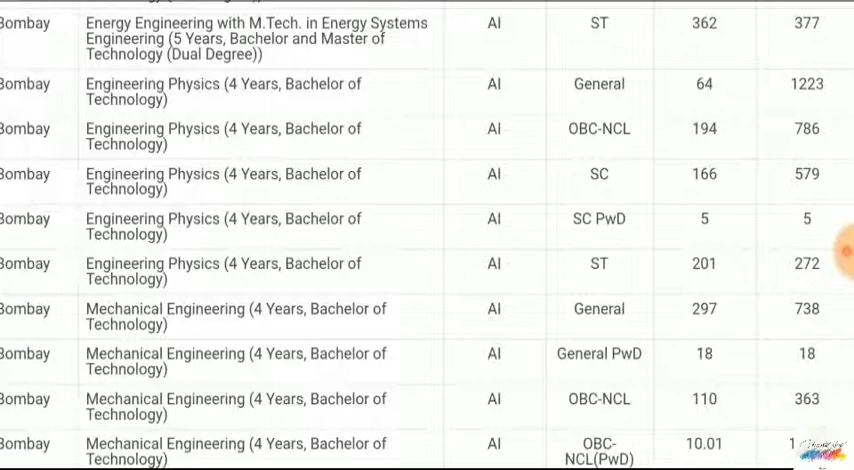 Bombay Energy Engineering with M.Tech. in Energy Systems AI ST 362 377
Engineering (5 Years, Bachelor and Master of
Technology (Dual Degree))
Bombay Engineering Physics (4 Years, Bachelor of AI General 64 1223
Technology)
Bombay Engineering Physics (4 Years, Bachelor of AI OBC-NCL 194 786
Technology)
Bombay Engineering Physics (4 Years, Bachelor of AI SC 166 579
Technology)
Bombay Engineering Physics (4 Years, Bachelor of AI SC PwD 5 5
Technology)
Bombay Engineering Physics (4 Years, Bachelor of AI ST 201 272
Technology)
Bombay Mechanical Engineering (4 Years, Bachelor of AI General 297 738
Technology)
Bombay Mechanical Engineering (4 Years, Bachelor of AI General PwD 18 18
Technology)
Bombay Mechanical Engineering (4 Years, Bachelor of AI OBC-NCL 110 363
Technology)
Bombay Mechanical Engineering (4 Years, Bachelor of AI OBC- 10.01
Technology) NCL(PwD)